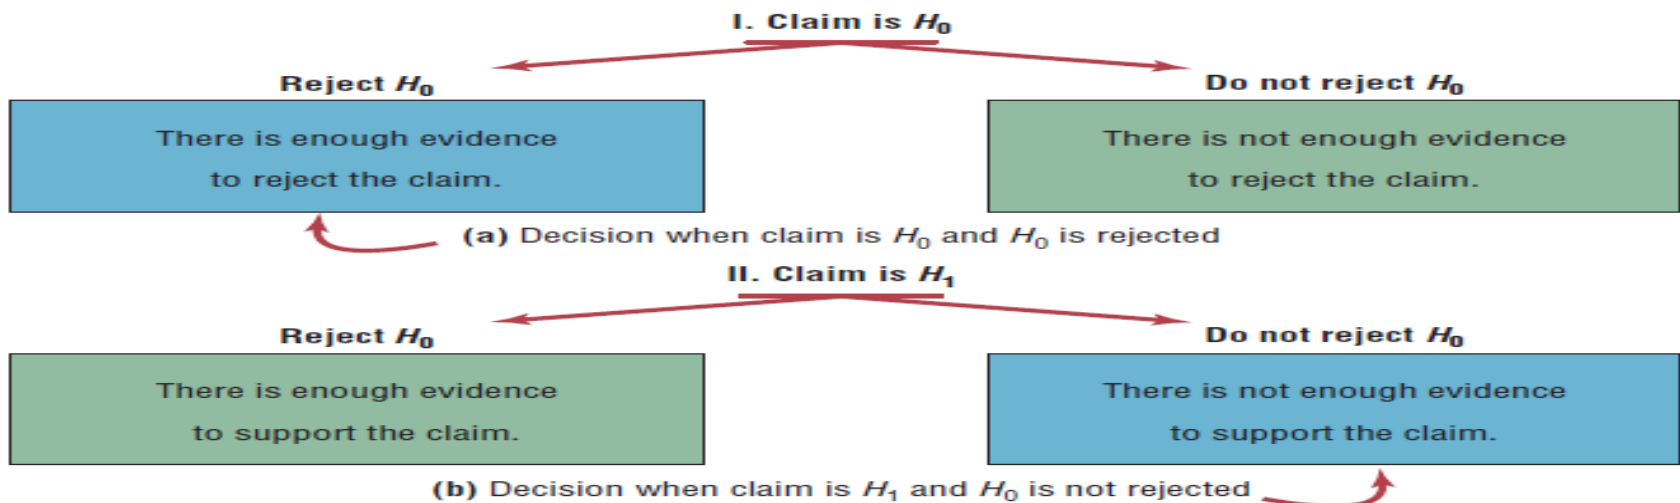 I. Claim is H₀
Reject H₀
Do not reject H₀
There is enough evidence
to reject the claim.
There is not enough evidence
to reject the claim.
(a) Decision when claim is H₀ and H₀ is rejected
II. Claim is H₁
Reject H₀
Do not reject H₀
There is enough evidence
to support the claim.
There is not enough evidence
to support the claim.
(b) Decision when claim is H₁ and H₀ is not rejected